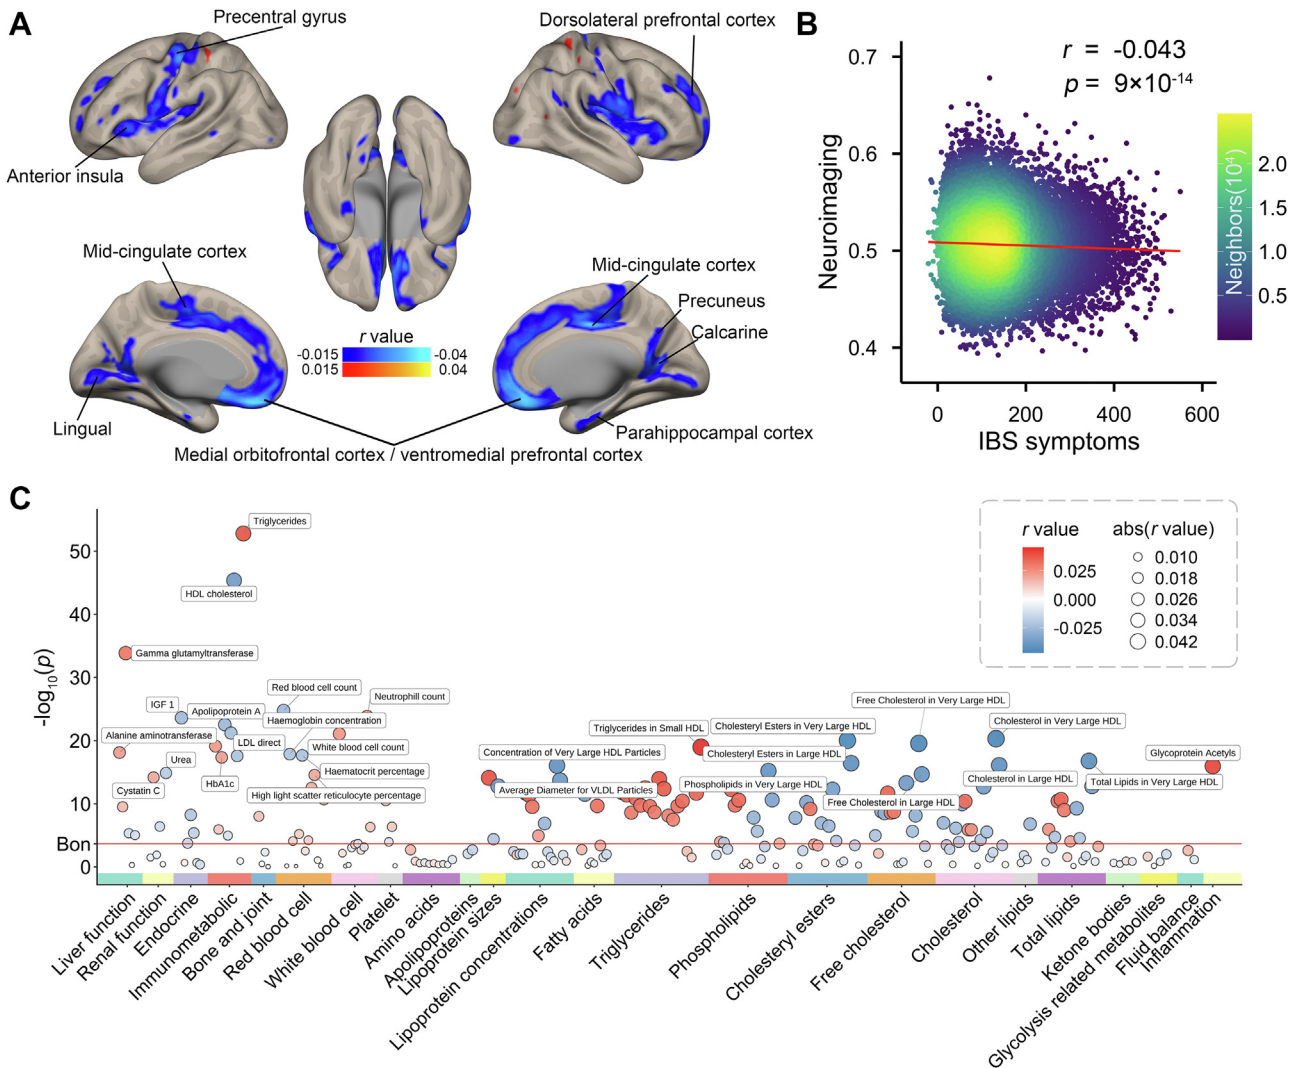 A
Precentral gyrus
Dorsolateral prefrontal cortex
Anterior insula
Mid-cingulate cortex
Mid-cingulate cortex
Precuneus
Calcarine
r value
-0.015 -0.04
0.015 0.04
Lingual
Parahippocampal cortex
Medial orbitofrontal cortex / ventromedial prefrontal cortex
B
r = -0.043
p = 9×10-14
Neuroimaging
0.7
0.6
0.5
0.4
0 200 400 600
IBS symptoms
Neighbors(10⁴)
2.0
1.5
1.0
0.5
C
-log10(p)
50
40
30
20
10
Bon
0
Triglycerides
HDL cholesterol
Gamma glutamyltransferase
Red blood cell count
Neutrophill count
IGF 1
Apolipoprotein A
Haemoglobin concentration
Alanine aminotransferase
LDL direct
White blood cell count
Urea
HbA1c
Haematocrit percentage
Cystatin C
High light scatter reticulocyte percentage
Concentration of Very Large HDL Particles
Average Diameter for VLDL Particles
Triglycerides in Small HDL
Cholesteryl Esters in Very Large HDL
Cholesteryl Esters in Large HDL
Phospholipids in Very Large HDL
Free Cholesterol in Very Large HDL
Free Cholesterol in Large HDL
Cholesterol in Very Large HDL
Cholesterol in Large HDL
Total Lipids in Very Large HDL
Glycoprotein Acetyls
r value
0.025
0.000
-0.025
abs(r value)
0.010
0.018
0.026
0.034
0.042
Liver function
Renal function
Endocrine
Immunometabolic
Bone and joint
Red blood cell
White blood cell
Platelet
Amino acids
Apolipoproteins
Lipoprotein sizes
Lipoprotein concentrations
Fatty acids
Triglycerides
Phospholipids
Cholesteryl esters
Free cholesterol
Cholesterol
Other lipids
Total lipids
Ketone bodies
Glycolysis related metabolites
Fluid balance
Inflammation